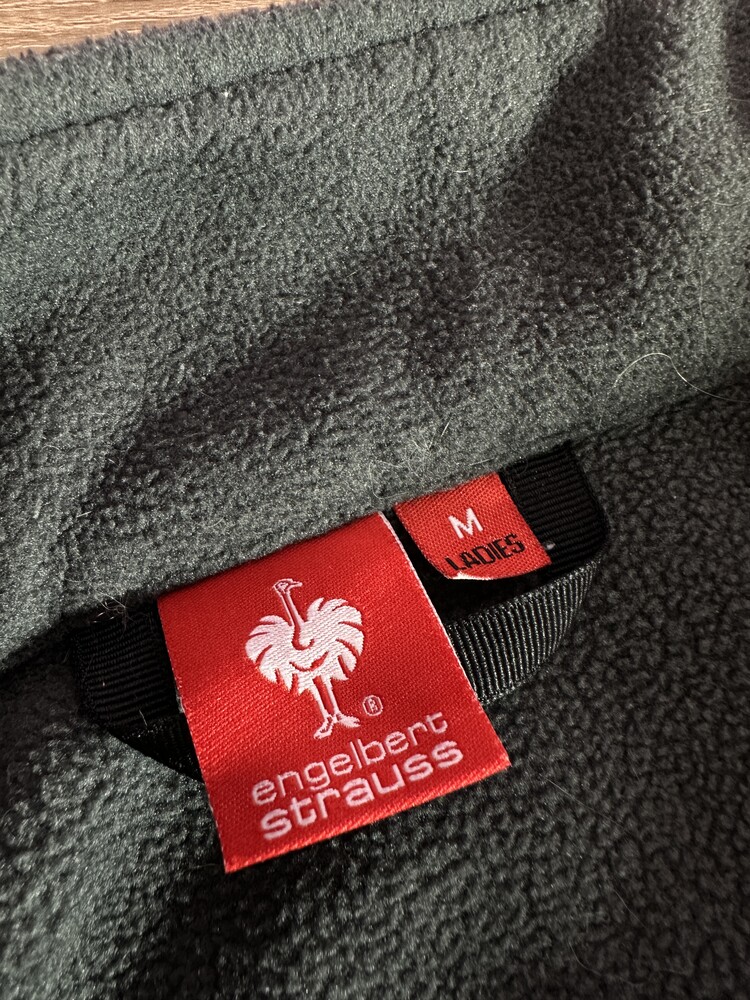 M
LADIES
®
engelbert
strauss